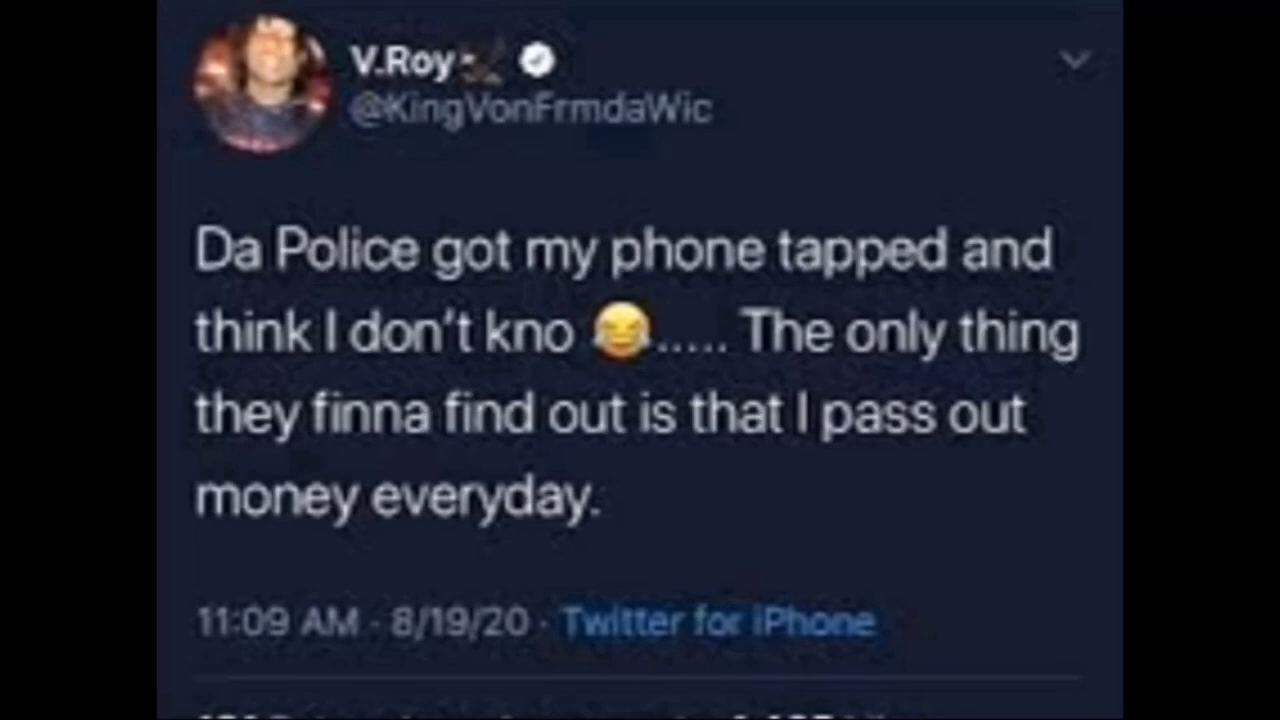 V.Roy
@KingVonFrmdaWic
Da Police got my phone tapped and
think I don't kno 😂..... The only thing
they finna find out is that I pass out
money everyday.
11:09 AM · 8/19/20 · Twitter for iPhone